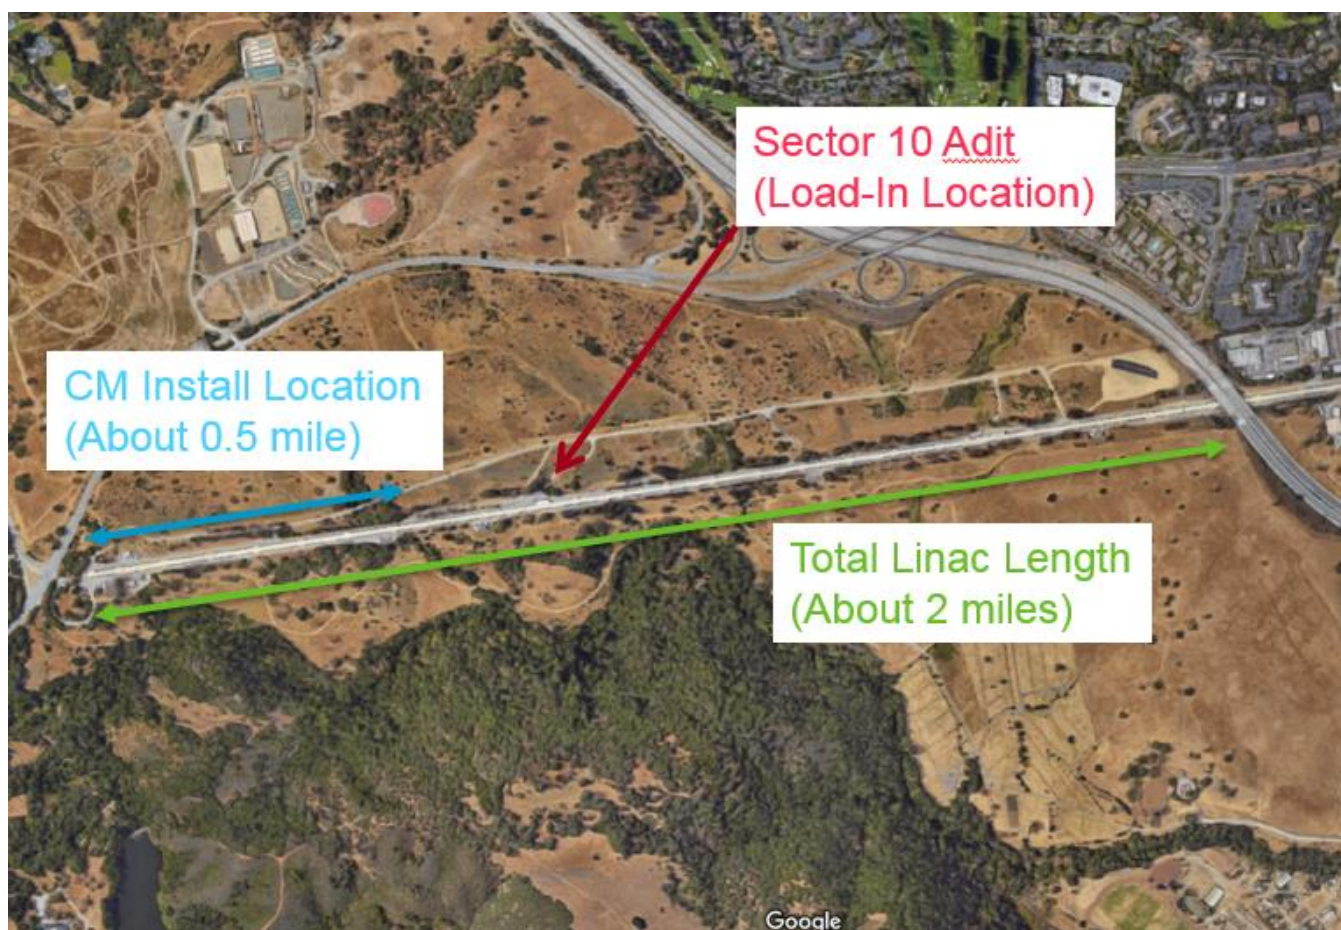 Sector 10 Adit
(Load-In Location)
CM Install Location
(About 0.5 mile)
Total Linac Length
(About 2 miles)
Google